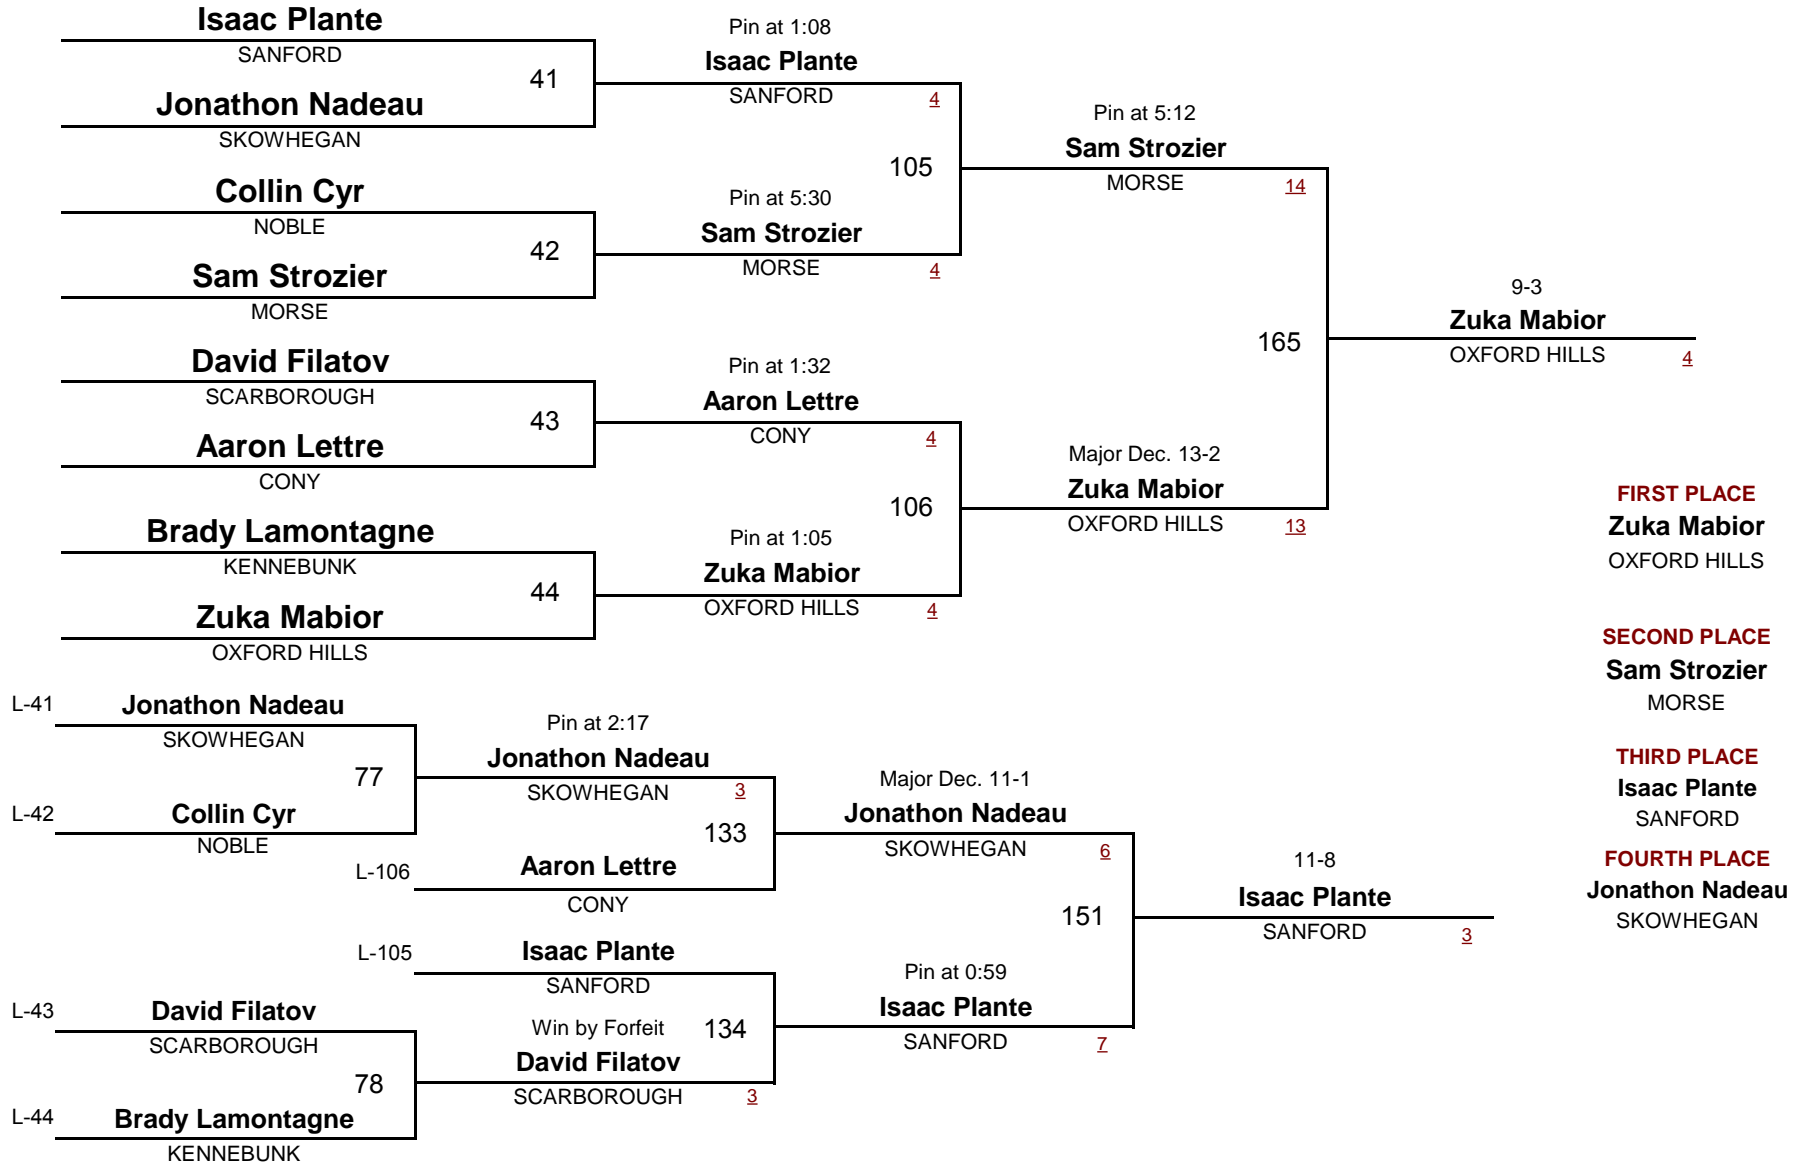 Isaac Plante
SANFORD
41
Jonathon Nadeau
SKOWHEGAN
Pin at 1:08
Isaac Plante
SANFORD
4
105
Collin Cyr
NOBLE
42
Sam Strozier
MORSE
Pin at 5:30
Sam Strozier
MORSE
4
Pin at 5:12
Sam Strozier
MORSE
14
165
David Filatov
SCARBOROUGH
43
Aaron Lettre
CONY
Pin at 1:32
Aaron Lettre
CONY
4
106
Brady Lamontagne
KENNEBUNK
44
Zuka Mabior
OXFORD HILLS
Pin at 1:05
Zuka Mabior
OXFORD HILLS
4
Major Dec. 13-2
Zuka Mabior
OXFORD HILLS
13
9-3
Zuka Mabior
OXFORD HILLS
4
FIRST PLACE
Zuka Mabior
OXFORD HILLS
SECOND PLACE
Sam Strozier
MORSE
THIRD PLACE
Isaac Plante
SANFORD
FOURTH PLACE
Jonathon Nadeau
SKOWHEGAN
L-41
Jonathon Nadeau
SKOWHEGAN
77
L-42
Collin Cyr
NOBLE
Pin at 2:17
Jonathon Nadeau
SKOWHEGAN
3
133
L-106
Aaron Lettre
CONY
Major Dec. 11-1
Jonathon Nadeau
SKOWHEGAN
6
151
L-105
Isaac Plante
SANFORD
134
L-43
David Filatov
SCARBOROUGH
78
L-44
Brady Lamontagne
KENNEBUNK
Win by Forfeit
David Filatov
SCARBOROUGH
3
Pin at 0:59
Isaac Plante
SANFORD
7
11-8
Isaac Plante
SANFORD
3